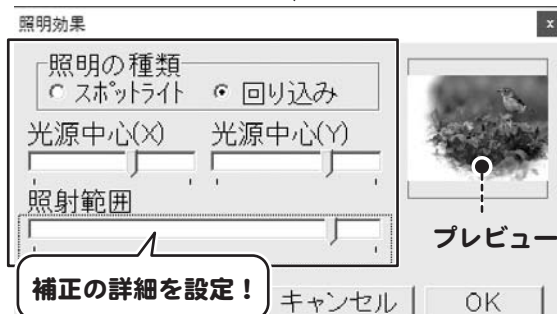 照明効果
x
照明の種類
スポットライト 回り込み
光源中心(X) 光源中心(Y)
照射範囲
プレビュー
補正の詳細を設定！
キャンセル OK